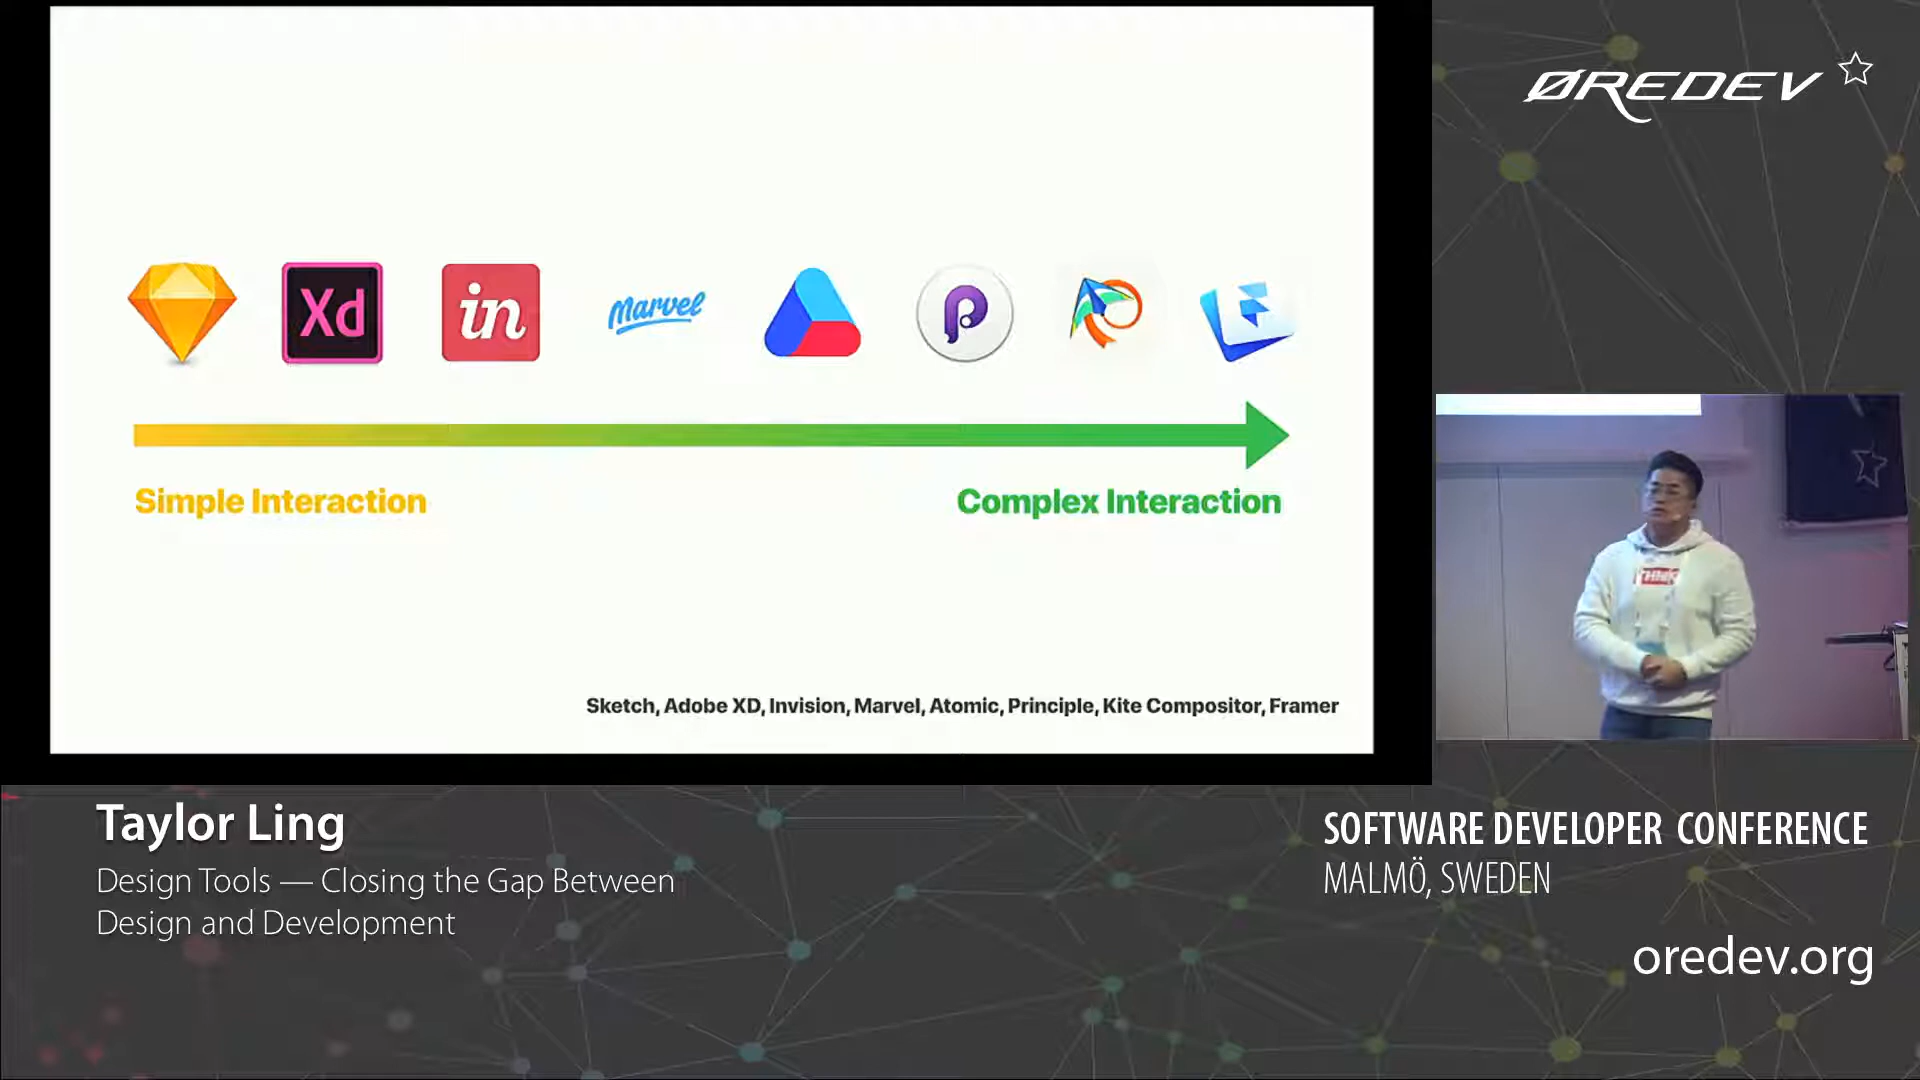 ØREDEV
Xd
in
Marvel
Simple Interaction
Complex Interaction
Sketch, Adobe XD, Invision, Marvel, Atomic, Principle, Kite Compositor, Framer
Taylor Ling
Design Tools — Closing the Gap Between
Design and Development
SOFTWARE DEVELOPER CONFERENCE
MALMÖ, SWEDEN
oredev.org